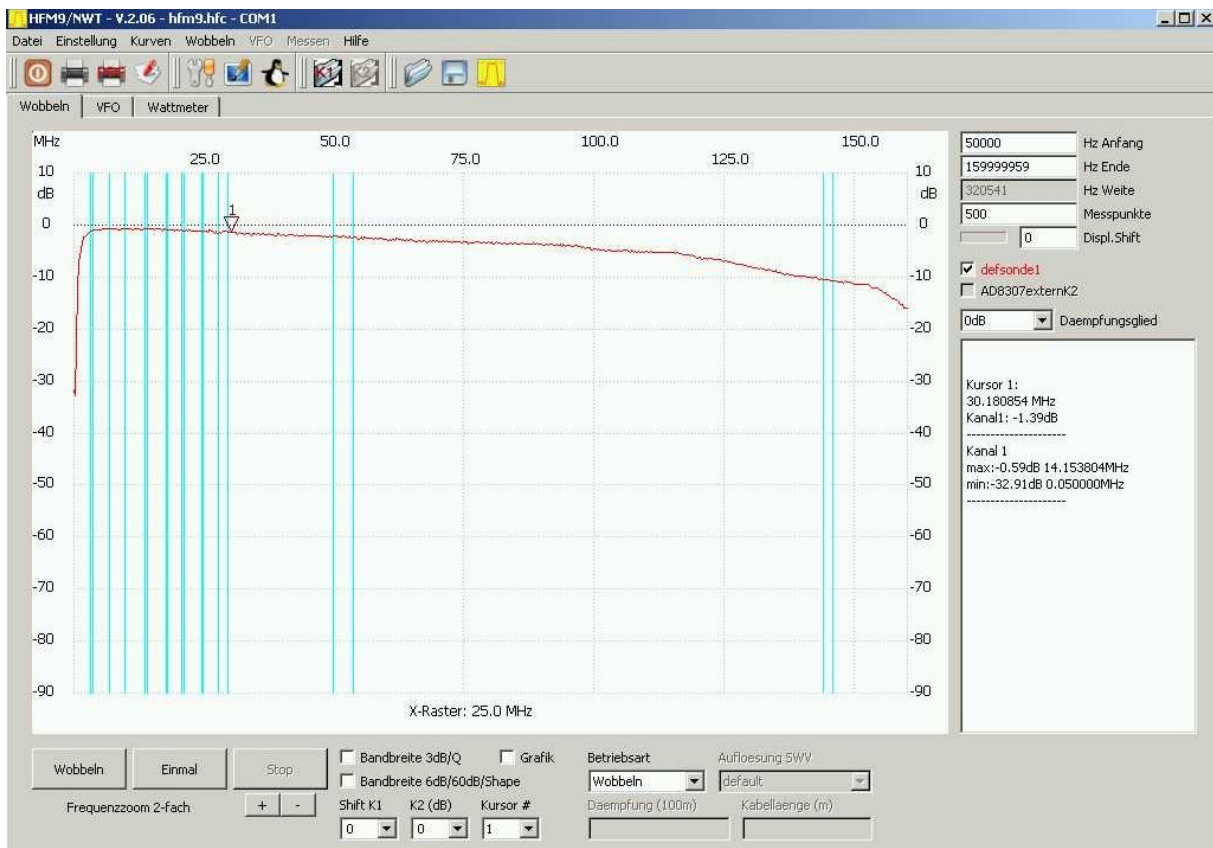 HFM9/NWT - V.2.06 - hfm9.hfc - COM1
Datei Einstellung Kurven Wobbeln VFO Messen Hilfe
K1
Wobbeln VFO Wattmeter
MHz 50.0 100.0 150.0
25.0 75.0 125.0
10 10
dB dB
0 0
-10 -10
-20 -20
-30 -30
-40 -40
-50 -50
-60 -60
-70 -70
-80 -80
-90 -90
1
X-Raster: 25.0 MHz
50000 Hz Anfang
159999959 Hz Ende
320541 Hz Weite
500 Messpunkte
0 Displ.Shift
defsonde1
AD8307externK2
0dB Daempfungsglied
Kursor 1:
30.180854 MHz
Kanal1: -1.39dB
---------------------
Kanal 1
max:-0.59dB 14.153804MHz
min:-32.91dB 0.050000MHz
---------------------
Wobbeln Einmal Stop
Frequenzzoom 2-fach + -
Bandbreite 3dB/Q Grafik
Bandbreite 6dB/60dB/Shape
Shift K1 K2 (dB) Kursor #
0 0 1
Betriebsart Aufloesung SWV
Wobbeln default
Daempfung (100m) Kabellaenge (m)